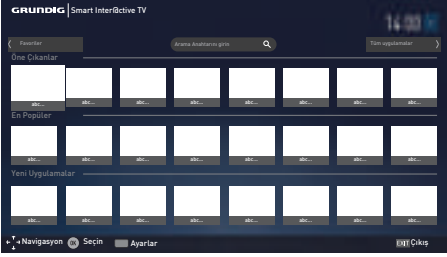 GRUNDIG Smart Inter@ctive TV
14:00
Favoriler Arama Anahtarını girin Tüm uygulamalar
Öne Çıkanlar
abc... abc... abc... abc... abc... abc... abc... abc...
En Popüler
abc... abc... abc... abc... abc... abc... abc... abc...
Yeni Uygulamalar
abc... abc... abc... abc... abc... abc... abc... abc...
Navigasyon OK Seçin Ayarlar EXIT Çıkış